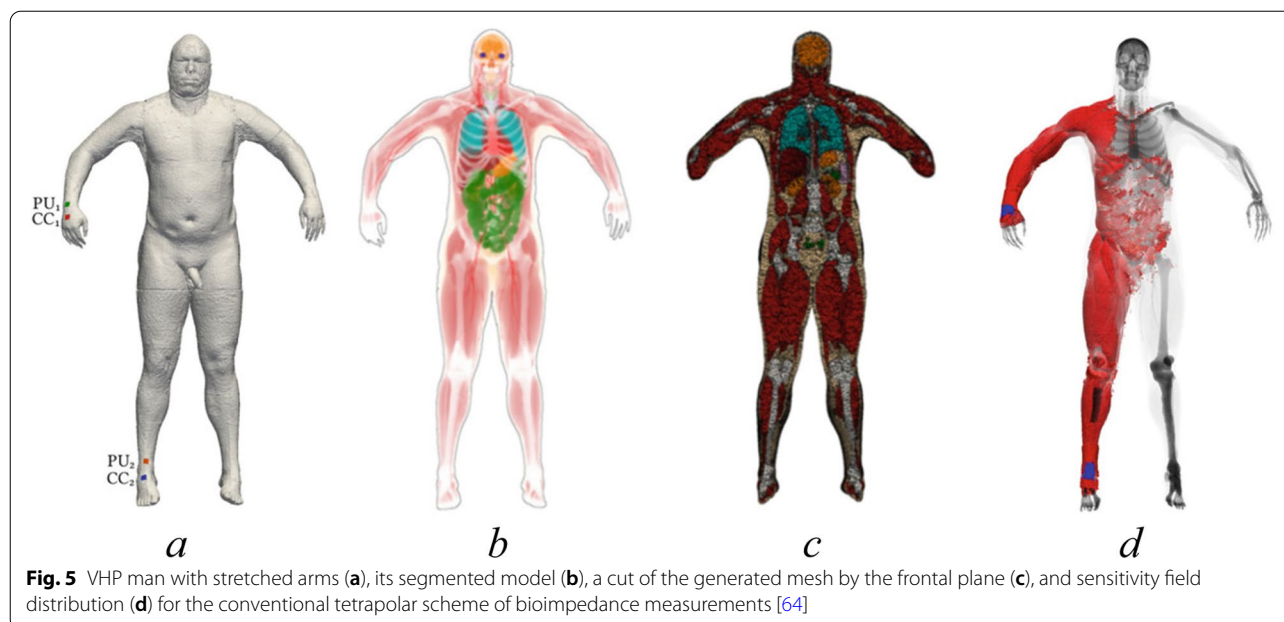 PU₁
CC₁
PU₂
CC₂
a b c d
Fig. 5 VHP man with stretched arms (a), its segmented model (b), a cut of the generated mesh by the frontal plane (c), and sensitivity field
distribution (d) for the conventional tetrapolar scheme of bioimpedance measurements [64]